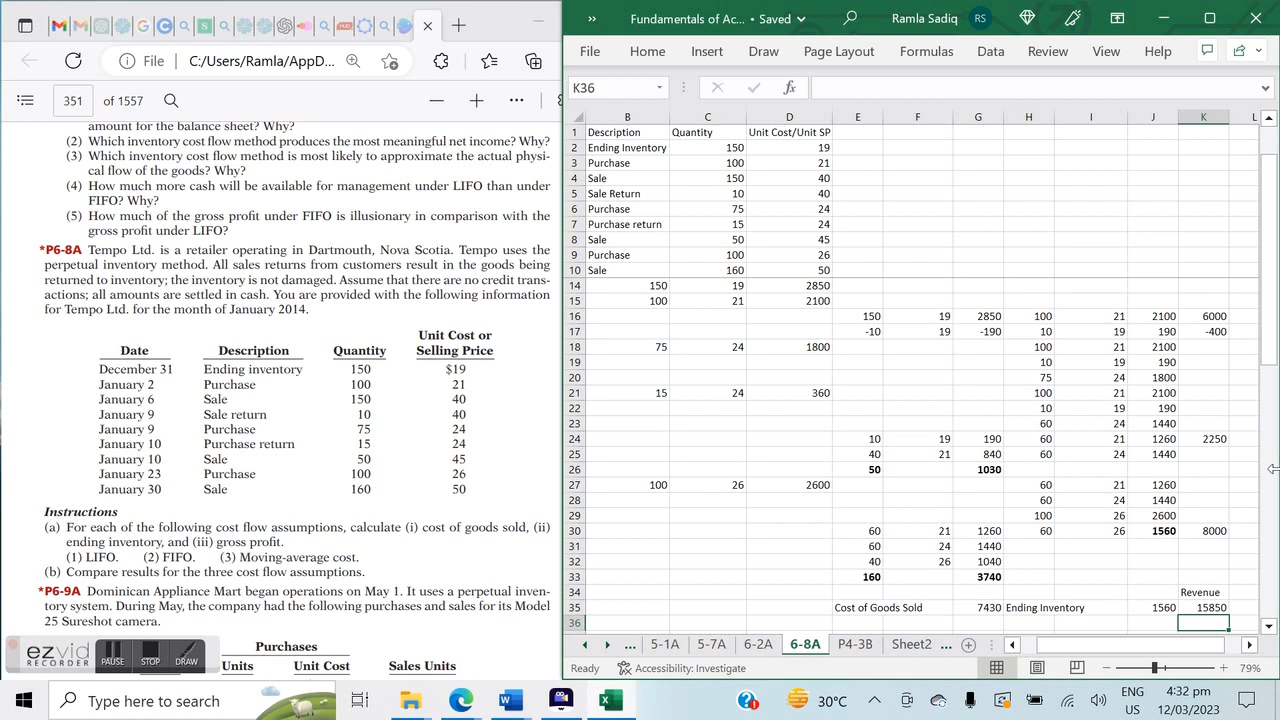 File C:/Users/Ramla/AppD...
351 of 1557
amount for the balance sheet? Why?
(2) Which inventory cost flow method produces the most meaningful net income? Why?
(3) Which inventory cost flow method is most likely to approximate the actual physi-
cal flow of the goods? Why?
(4) How much more cash will be available for management under LIFO than under
FIFO? Why?
(5) How much of the gross profit under FIFO is illusionary in comparison with the
gross profit under LIFO?
*P6-8A Tempo Ltd. is a retailer operating in Dartmouth, Nova Scotia. Tempo uses the
perpetual inventory method. All sales returns from customers result in the goods being
returned to inventory; the inventory is not damaged. Assume that there are no credit trans-
actions; all amounts are settled in cash. You are provided with the following information
for Tempo Ltd. for the month of January 2014.
Unit Cost or
Date Description Quantity Selling Price
December 31 Ending inventory 150 $19
January 2 Purchase 100 21
January 6 Sale 150 40
January 9 Sale return 10 40
January 9 Purchase 75 24
January 10 Purchase return 15 24
January 10 Sale 50 45
January 23 Purchase 100 26
January 30 Sale 160 50
Instructions
(a) For each of the following cost flow assumptions, calculate (i) cost of goods sold, (ii)
ending inventory, and (iii) gross profit.
(1) LIFO. (2) FIFO. (3) Moving-average cost.
(b) Compare results for the three cost flow assumptions.
*P6-9A Dominican Appliance Mart began operations on May 1. It uses a perpetual inven-
tory system. During May, the company had the following purchases and sales for its Model
25 Sureshot camera.
Purchases
Units Unit Cost Sales Units
ezvid
RECORDER
PAUSE STOP DRAW
Fundamentals of Ac... • Saved Ramla Sadiq RS
File Home Insert Draw Page Layout Formulas Data Review View Help
K36 fx
B C D E F G H I J K L
1 Description Quantity Unit Cost/Unit SP
2 Ending Inventory 150 19
3 Purchase 100 21
4 Sale 150 40
5 Sale Return 10 40
6 Purchase 75 24
7 Purchase return 15 24
8 Sale 50 45
9 Purchase 100 26
10 Sale 160 50
14 150 19 2850
15 100 21 2100
16 150 19 2850 100 21 2100 6000
17 -10 19 -190 10 19 190 -400
18 75 24 1800 100 21 2100
19 10 19 190
20 75 24 1800
21 15 24 360 100 21 2100
22 10 19 190
23 60 24 1440
24 10 19 190 60 21 1260 2250
25 40 21 840 60 24 1440
26 50 1030
27 100 26 2600 60 21 1260
28 60 24 1440
29 100 26 2600
30 60 21 1260 60 26 1560 8000
31 60 24 1440
32 40 26 1040
33 160 3740
34 Revenue
35 Cost of Goods Sold 7430 Ending Inventory 1560 15850
36
... 5-1A 5-7A 6-2A 6-8A P4-3B Sheet2 ...
Ready Accessibility: Investigate 79%
Type here to search 30°C ENG US 4:32 pm 12/03/2023